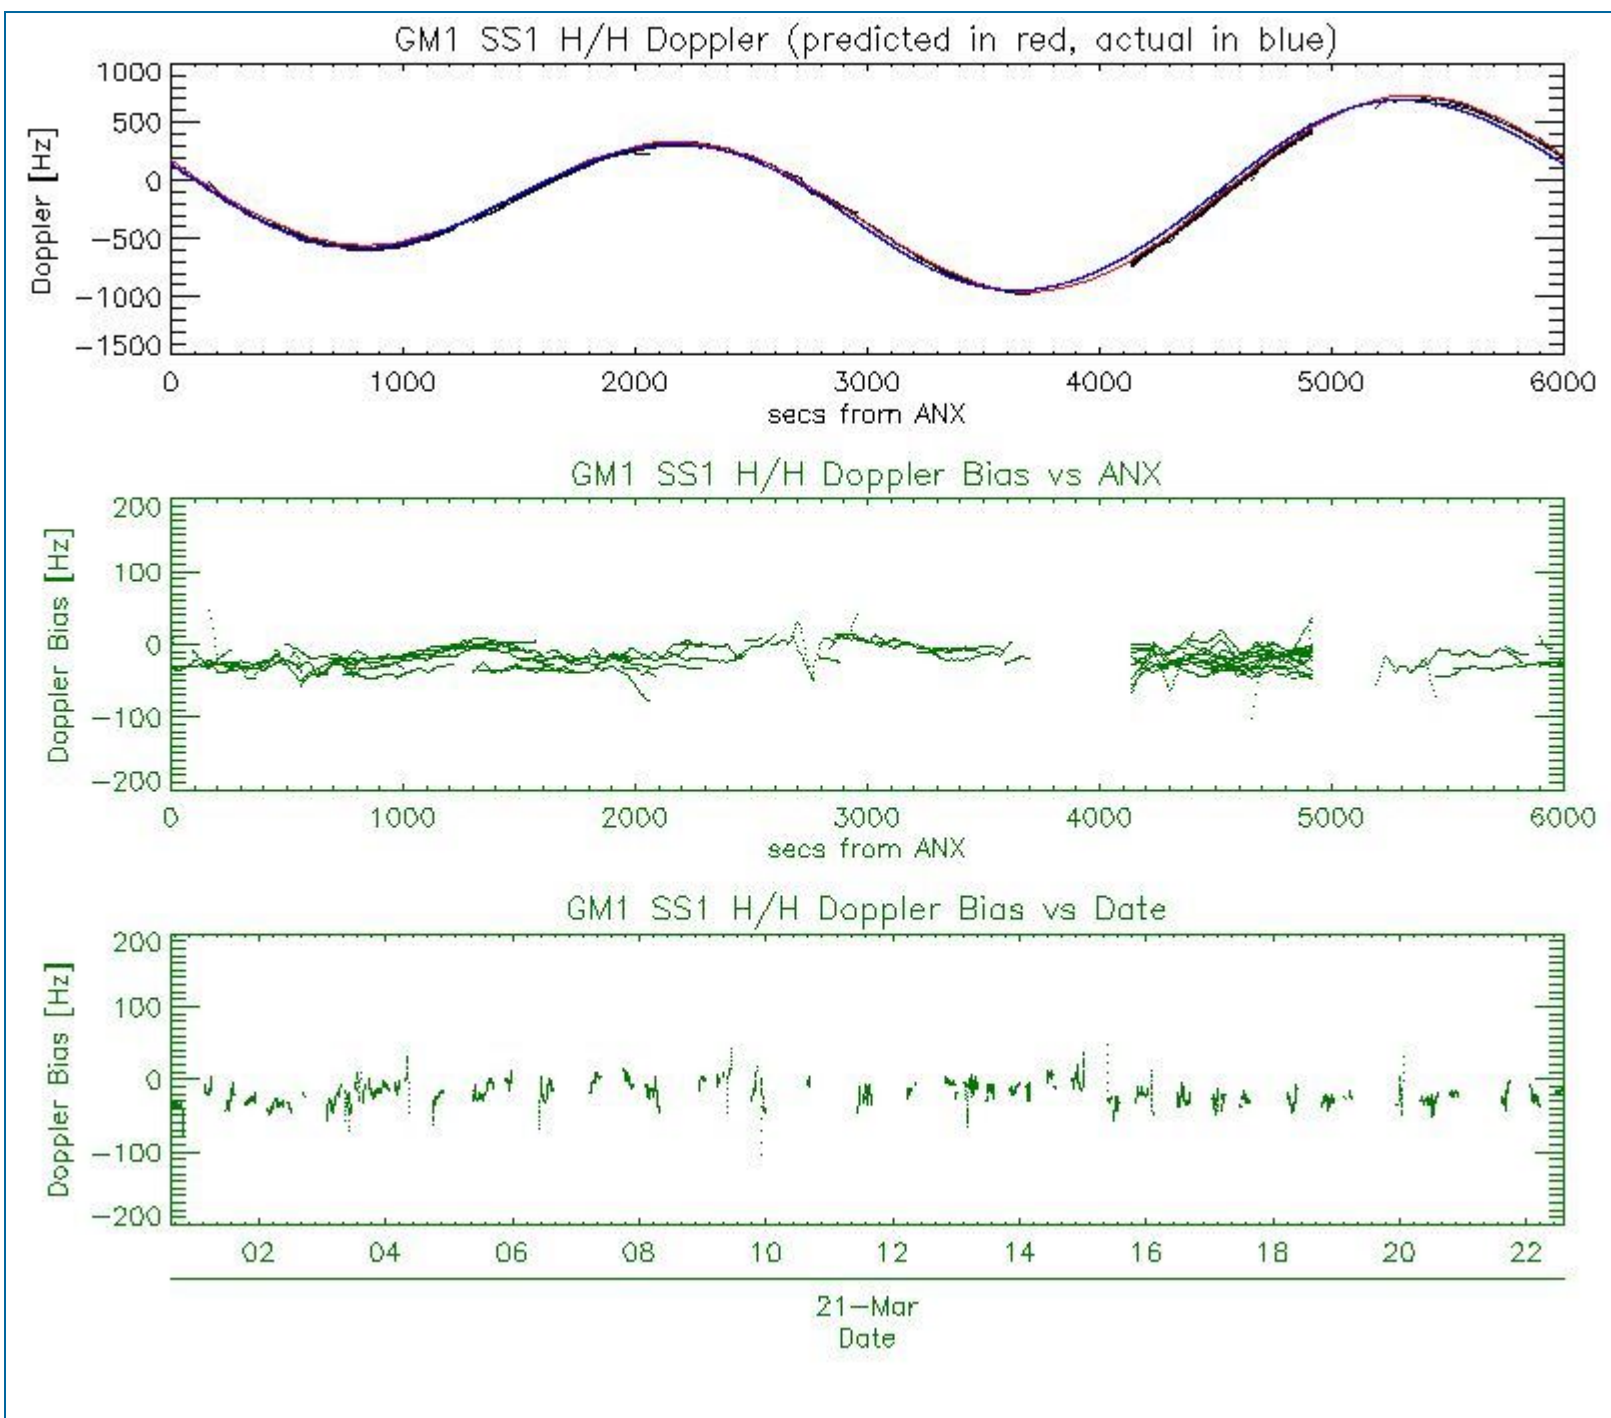 GM1 SS1 H/H Doppler (predicted in red, actual in blue)
1000
500
0
−500
−1000
−1500
Doppler [Hz]
0 1000 2000 3000 4000 5000 6000
secs from ANX
GM1 SS1 H/H Doppler Bias vs ANX
200
100
0
−100
−200
Doppler Bias [Hz]
0 1000 2000 3000 4000 5000 6000
secs from ANX
GM1 SS1 H/H Doppler Bias vs Date
200
100
0
−100
−200
Doppler Bias [Hz]
02 04 06 08 10 12 14 16 18 20 22
21−Mar
Date